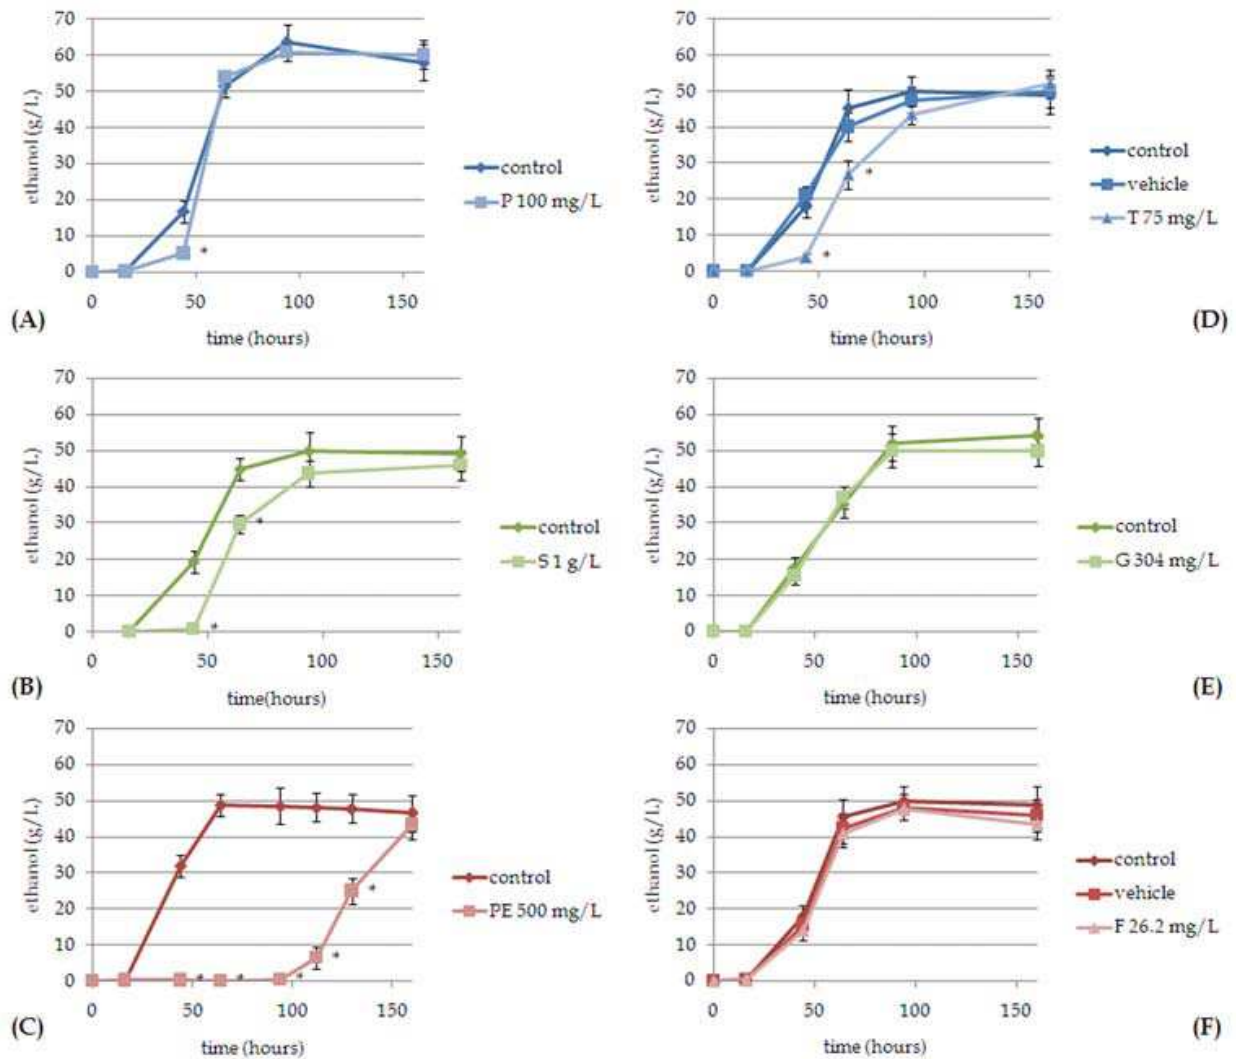 70
60
50
40
30
20
10
0
ethanol (g/L)
control
P 100 mg/L
*
0 50 100 150
time (hours)
(A)
70
60
50
40
30
20
10
0
ethanol (g/L)
control
vehicle
T 75 mg/L
*
*
0 50 100 150
time (hours)
(D)
70
60
50
40
30
20
10
0
ethanol (g/L)
*
control
S 1 g/L
*
0 50 100 150
time(hours)
(B)
70
60
50
40
30
20
10
0
ethanol (g/L)
control
G 304 mg/L
0 50 100 150
time (hours)
(E)
70
60
50
40
30
20
10
0
ethanol (g/L)
control
PE 500 mg/L
*
*
* * *
0 50 100 150
time (hours)
(C)
70
60
50
40
30
20
10
0
ethanol (g/L)
control
vehicle
F 26.2 mg/L
0 50 100 150
time (hours)
(F)